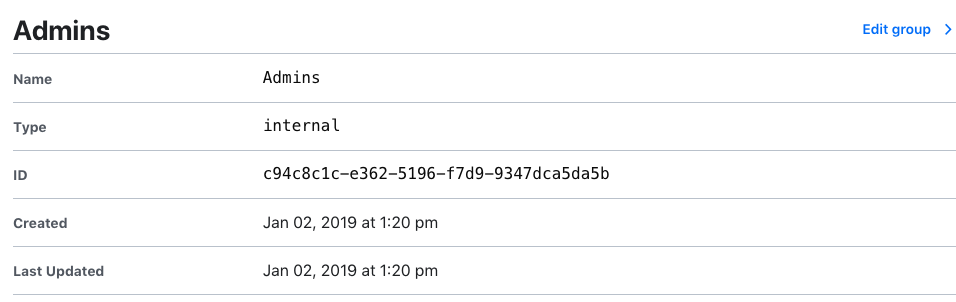 Admins
Edit group
Name Admins
Type internal
ID c94c8c1c-e362-5196-f7d9-9347dca5da5b
Created Jan 02, 2019 at 1:20 pm
Last Updated Jan 02, 2019 at 1:20 pm